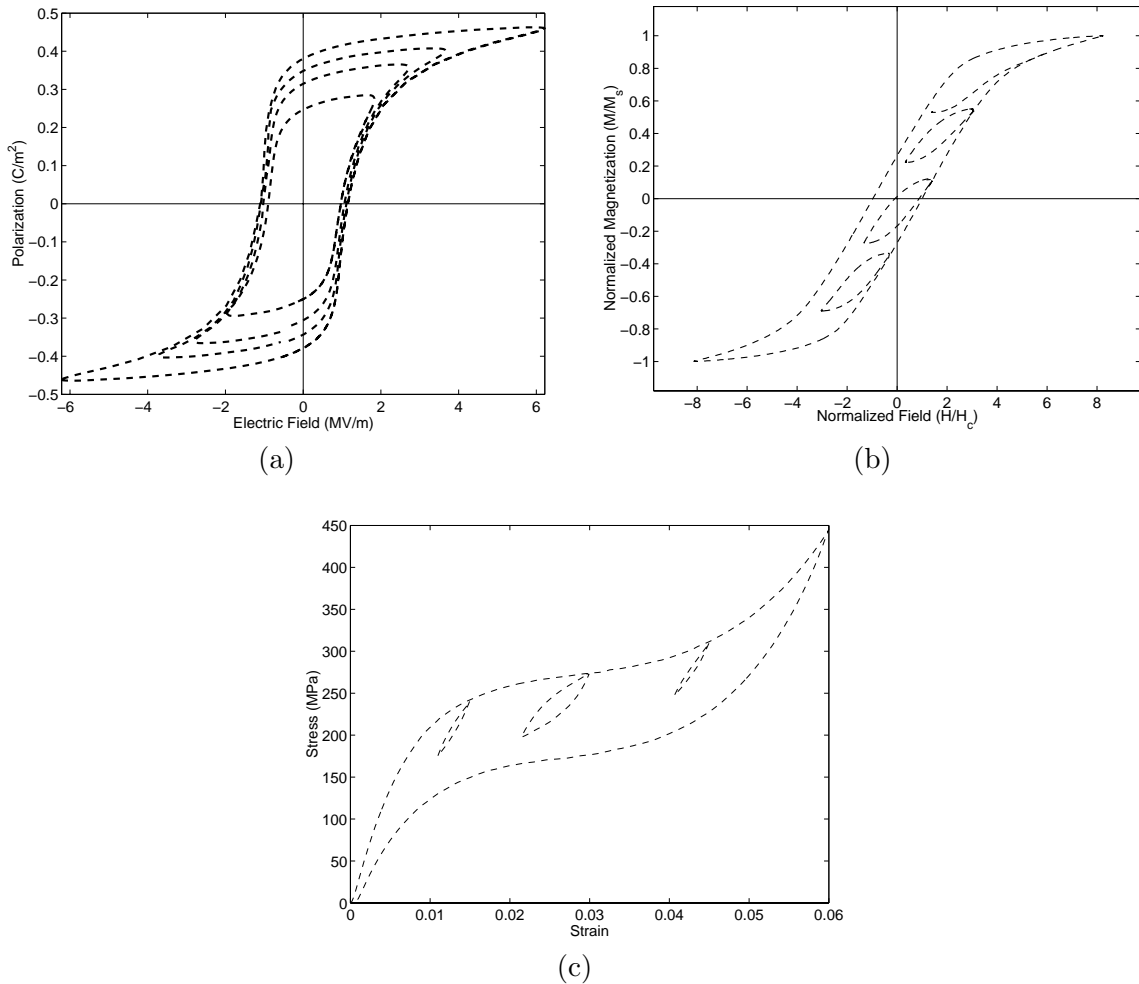 0.5
0.4
0.3
0.2
0.1
0
−0.1
−0.2
−0.3
−0.4
−0.5
Polarization (C/m²)
−6 −4 −2 0 2 4 6
Electric Field (MV/m)
(a)
1
0.8
0.6
0.4
0.2
0
−0.2
−0.4
−0.6
−0.8
−1
Normalized Magnetization (M/Mₛ)
−8 −6 −4 −2 0 2 4 6 8
Normalized Field (H/H_c)
(b)
450
400
350
300
250
200
150
100
50
0
Stress (MPa)
0 0.01 0.02 0.03 0.04 0.05 0.06
Strain
(c)